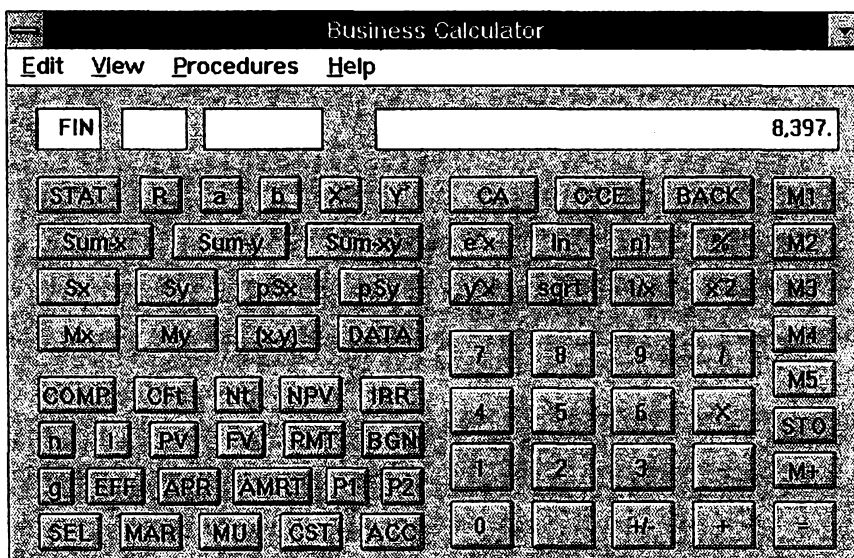 Business Calculator
Edit View Procedures Help
FIN 8,397.
STAT R a b X' Y' CA C·CE BACK M1
Sum-x Sum-y Sum-xy e^x ln n! % M2
Sx Sy pSx pSy y^x sqrt 1/x x^2 M3
Mx My (x,y) DATA M4
7 8 9 / M5
COMP CFt Nt NPV IRR 4 5 6 X STO
n I PV FV PMT BGN
g EFF APR AMRT P1 P2 1 2 3 - M+
SEL MAR MU CST ACC 0 . +/- + =